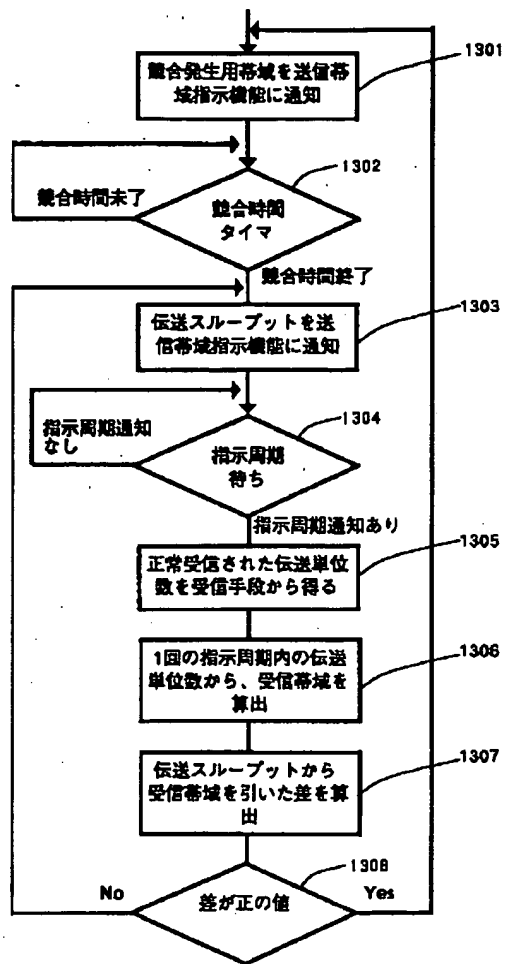 1301
競合発生用帯域を送信帯
域指示機能に通知
1302
競合時間未了
競合時間
タイマ
競合時間終了
1303
伝送スループットを送
信帯域指示機能に通知
1304
指示周期通知
なし
指示周期
待ち
指示周期通知あり
1305
正常受信された伝送単位
数を受信手段から得る
1306
1回の指示周期内の伝送
単位数から、受信帯域を
算出
1307
伝送スループットから
受信帯域を引いた差を算
出
1308
No
差が正の値
Yes